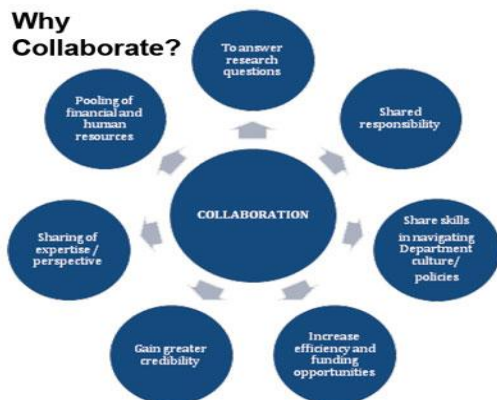 Why
Collaborate?
To answer
research
questions
Shared
responsibility
Share skills
in navigating
Department
culture/
policies
Increase
efficiency and
funding
opportunities
Gain greater
credibility
Sharing of
expertise /
perspective
Pooling of
financial and
human
resources
COLLABORATION